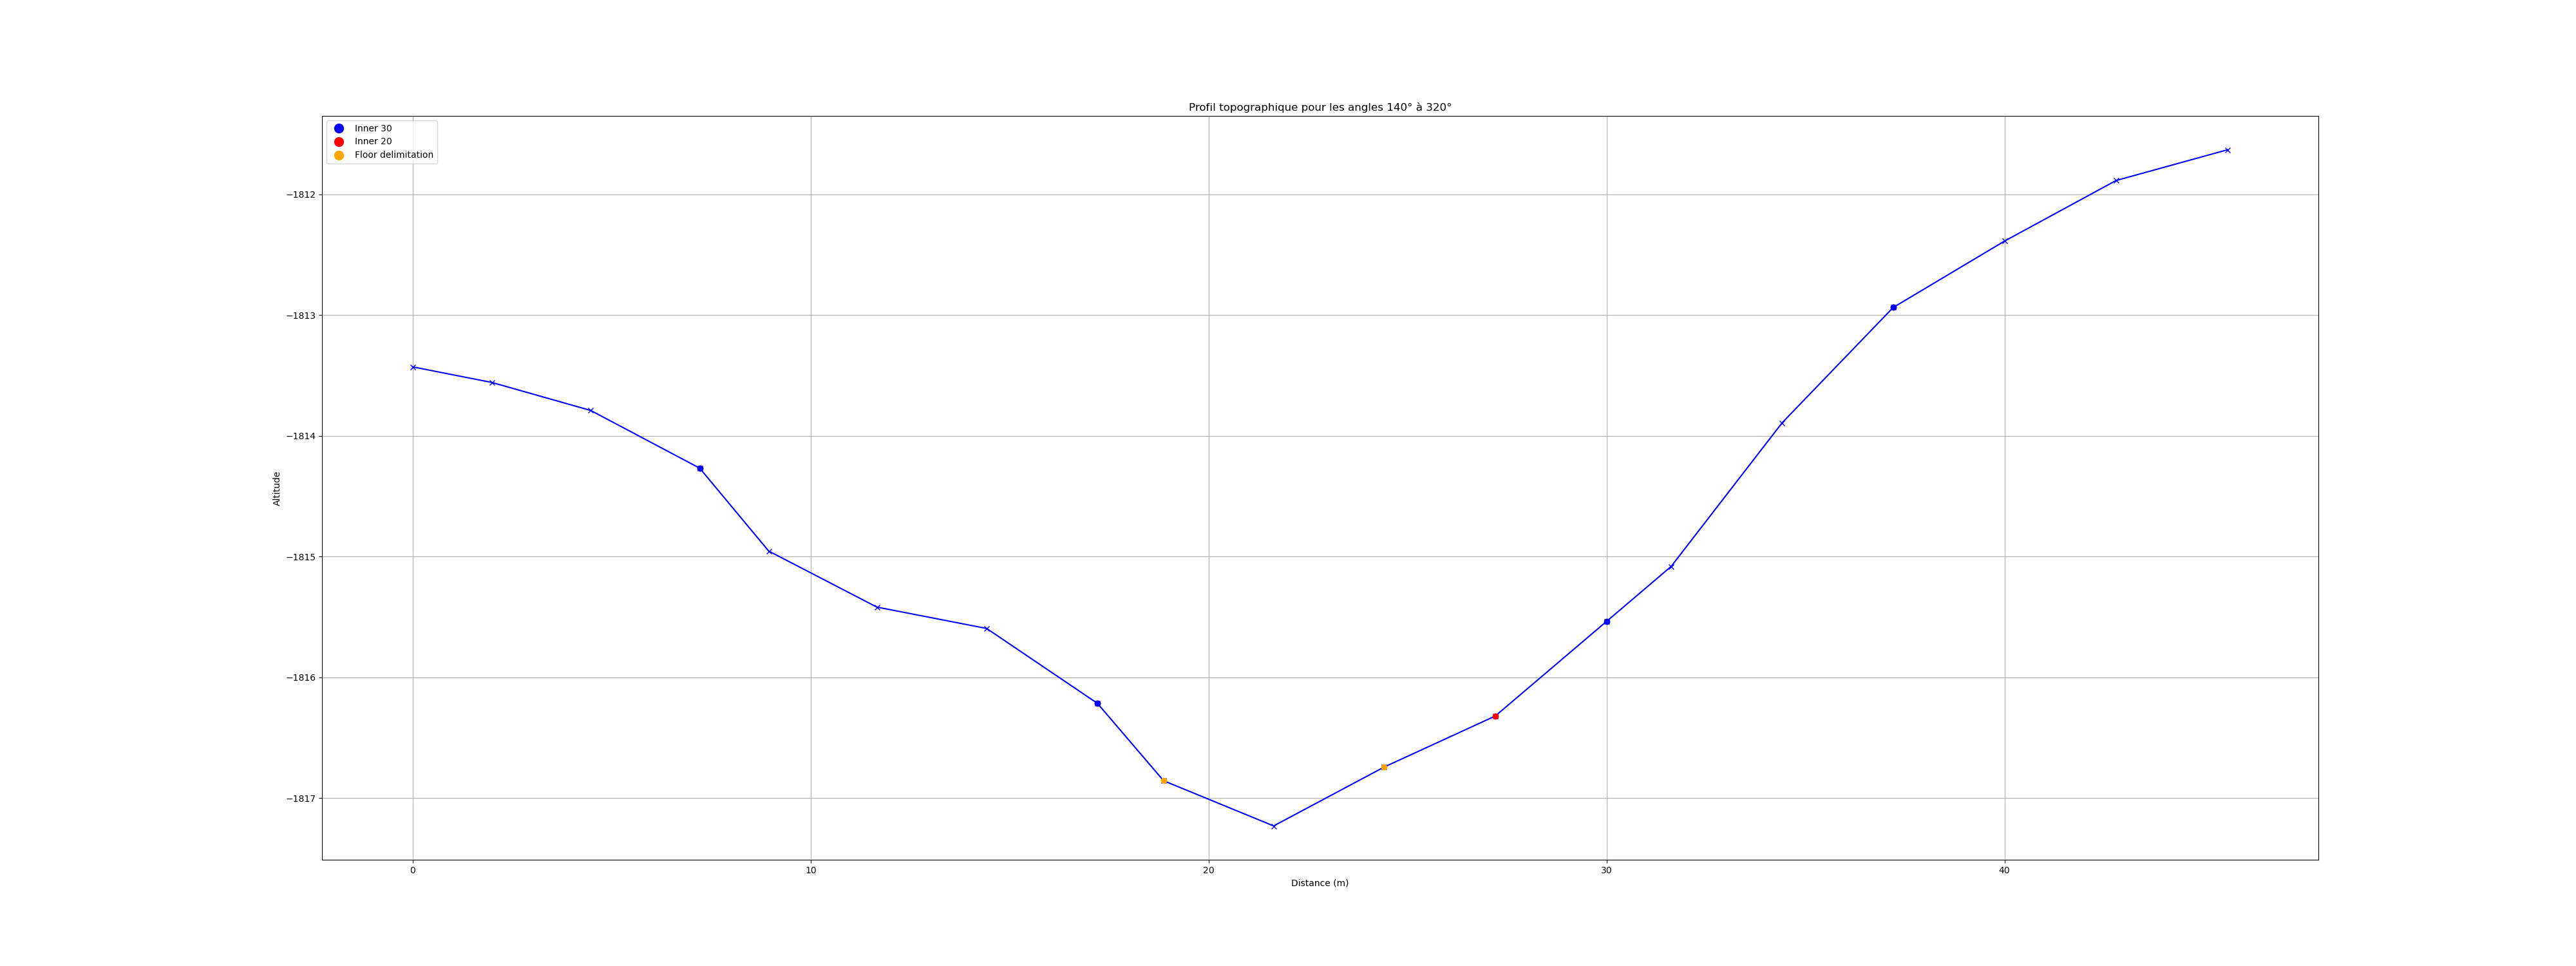 Profil topographique pour les angles 140° à 320°
Inner 30
Inner 20
Floor delimitation
−1812
−1813
−1814
−1815
−1816
−1817
Altitude
0 10 20 30 40
Distance (m)